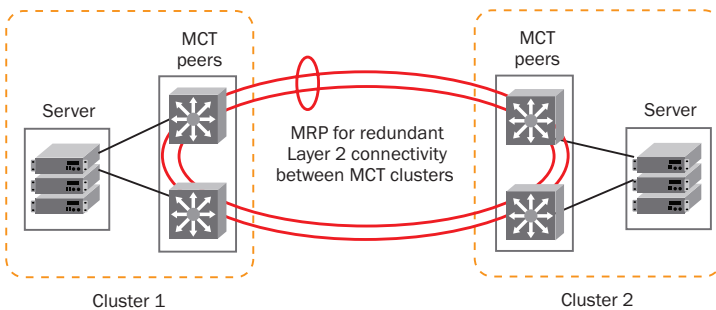 MCT
peers
Server
MRP for redundant
Layer 2 connectivity
between MCT clusters
MCT
peers
Server
Cluster 1
Cluster 2